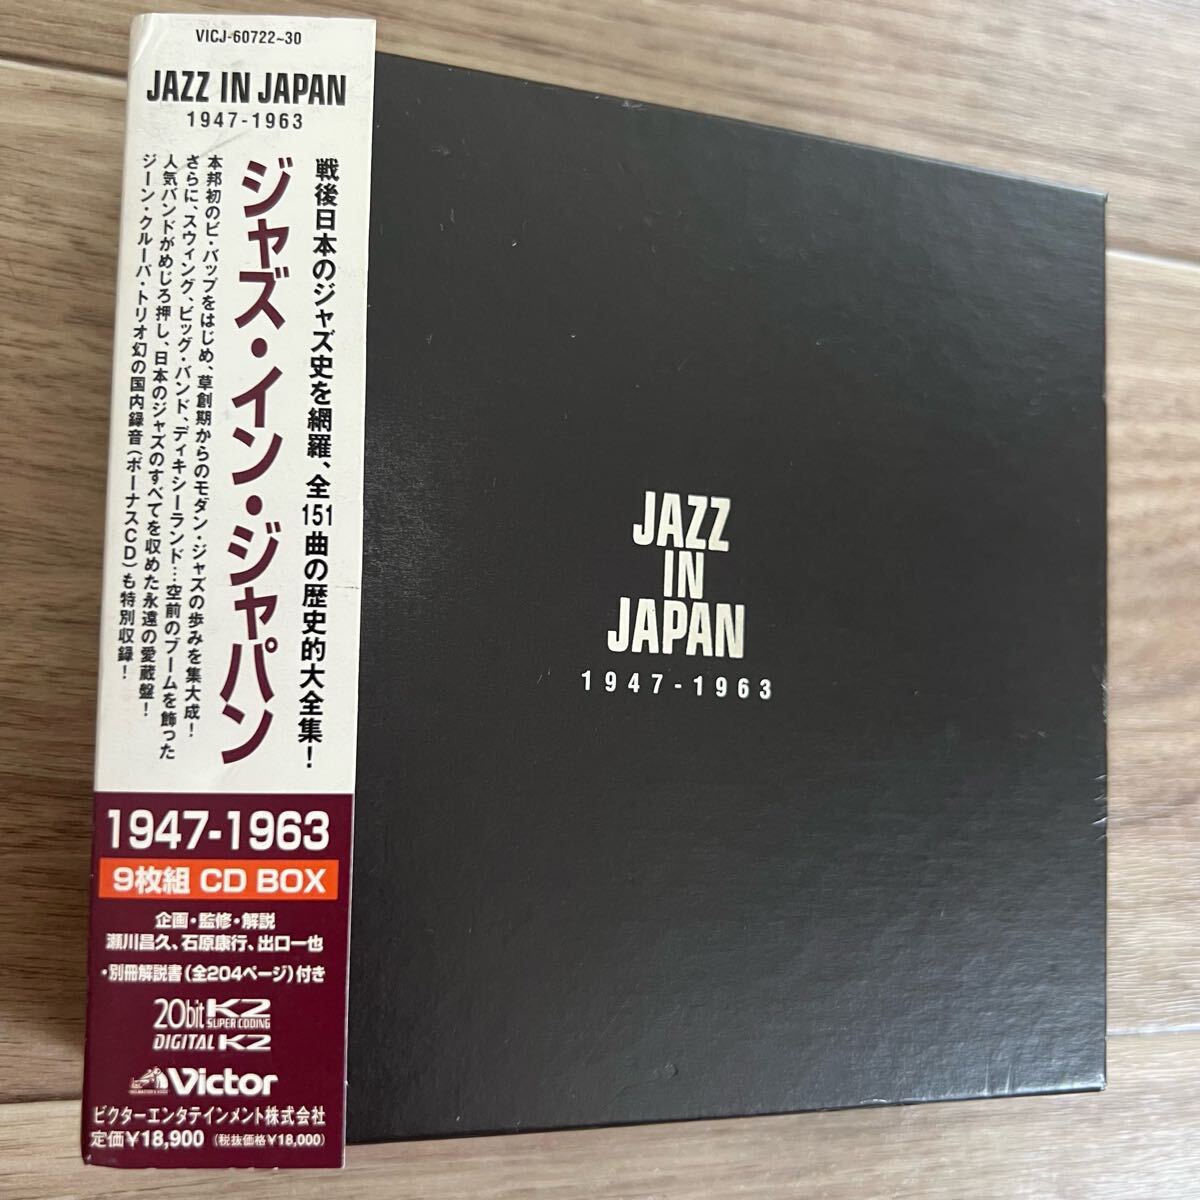 VICJ-60722~30
JAZZ IN JAPAN
1947-1963
戦後日本のジャズ史を網羅、全151曲の歴史的大全集!
ジャズ・イン・ジャパン
本邦初のビ・バップをはじめ、草創期からのモダン・ジャズの歩みを集大成!
さらに、スウィング、ビッグ・バンド、ディキシーランド…空前のブームを飾った
人気バンドがめじろ押し、日本のジャズのすべてを収めた永遠の愛蔵盤!
ジーン・クルーパ・トリオ幻の国内録音(ボーナスCD)も特別収録!
1947-1963
9枚組 CD BOX
企画・監修・解説
瀬川昌久、石原康行、出口一也
・別冊解説書(全204ページ)付き
20bit K2
SUPER CODING
DIGITAL K2
Victor
ビクターエンタテインメント株式会社
定価¥18,900 (税抜価格¥18,000)
JAZZ
IN
JAPAN
1947-1963